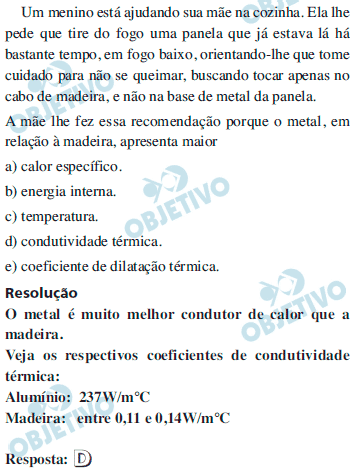 Um menino está ajudando sua mãe na cozinha. Ela lhe
pede que tire do fogo uma panela que já estava lá há
bastante tempo, em fogo baixo, orientando-lhe que tome
cuidado para não se queimar, buscando tocar apenas no
cabo de madeira, e não na base de metal da panela.
A mãe lhe fez essa recomendação porque o metal, em
relação à madeira, apresenta maior
a) calor específico.
b) energia interna.
c) temperatura.
d) condutividade térmica.
e) coeficiente de dilatação térmica.
Resolução
O metal é muito melhor condutor de calor que a
madeira.
Veja os respectivos coeficientes de condutividade
térmica:
Alumínio: 237W/m°C
Madeira: entre 0,11 e 0,14W/m°C
Resposta: D
OBJETIVO
OBJETIVO
OBJETIVO
OBJETIVO